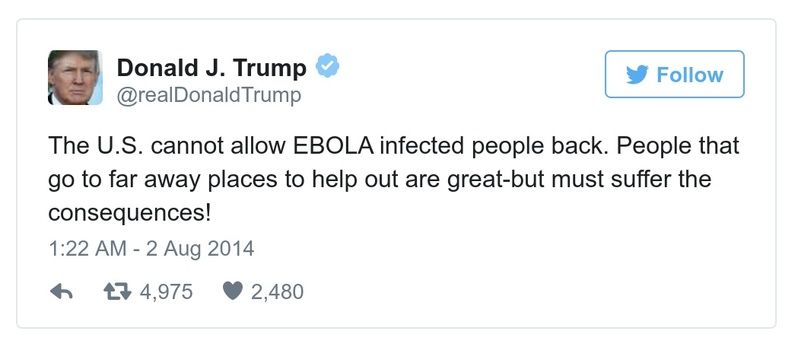 Donald J. Trump
@realDonaldTrump
Follow
The U.S. cannot allow EBOLA infected people back. People that
go to far away places to help out are great-but must suffer the
consequences!
1:22 AM - 2 Aug 2014
4,975 2,480